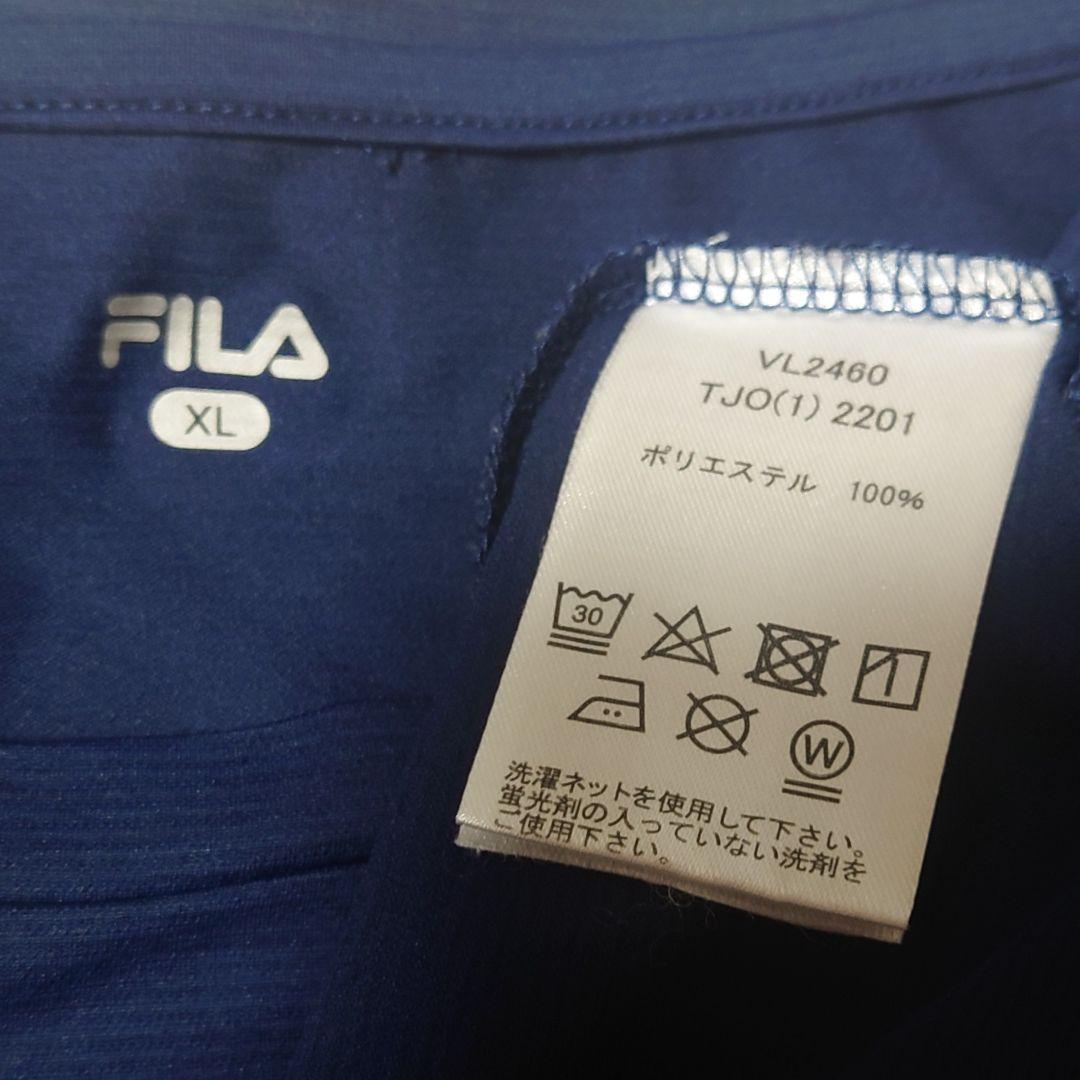 FILA
XL
VL2460
TJO(1) 2201
ポリエステル 100%
30
W
洗濯ネットを使用して下さい。
蛍光剤の入っていない洗剤を
ご使用下さい。